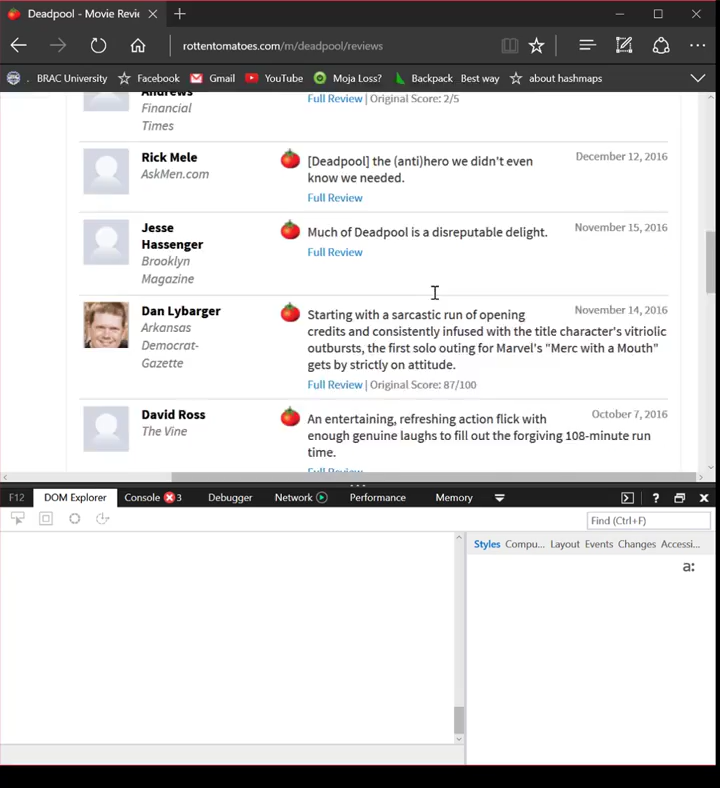 Deadpool - Movie Revi
rottentomatoes.com/m/deadpool/reviews
BRAC University Facebook Gmail YouTube Moja Loss? Backpack Best way about hashmaps
Andrews
Financial
Times
Full Review | Original Score: 2/5
Rick Mele
AskMen.com
[Deadpool] the (anti)hero we didn't even
know we needed.
Full Review
December 12, 2016
Jesse
Hassenger
Brooklyn
Magazine
Much of Deadpool is a disreputable delight.
Full Review
November 15, 2016
Dan Lybarger
Arkansas
Democrat-
Gazette
Starting with a sarcastic run of opening
credits and consistently infused with the title character's vitriolic
outbursts, the first solo outing for Marvel's "Merc with a Mouth"
gets by strictly on attitude.
Full Review | Original Score: 87/100
November 14, 2016
David Ross
The Vine
An entertaining, refreshing action flick with
enough genuine laughs to fill out the forgiving 108-minute run
time.
Full Review
October 7, 2016
F12 DOM Explorer Console 3 Debugger Network Performance Memory ?
Find (Ctrl+F)
Styles Compu... Layout Events Changes Accessi...
a: